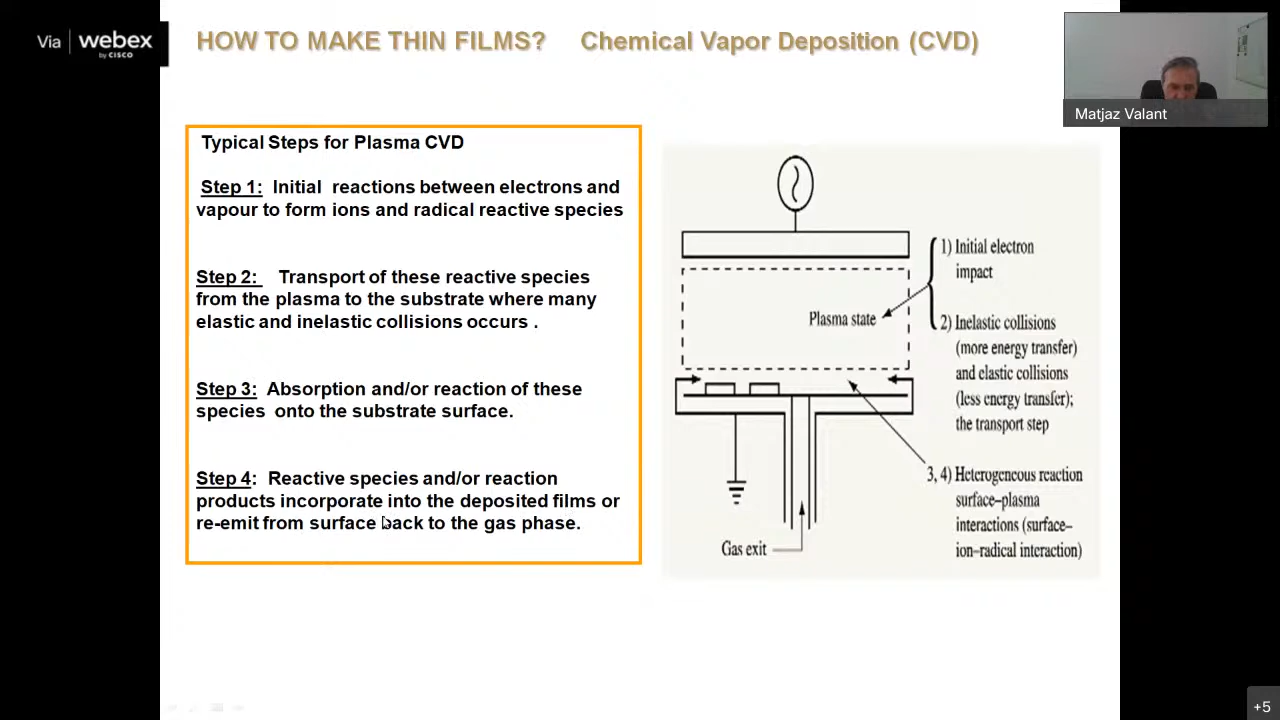 Via webex
by CISCO
HOW TO MAKE THIN FILMS? Chemical Vapor Deposition (CVD)
Matjaz Valant
Typical Steps for Plasma CVD
Step 1: Initial reactions between electrons and
vapour to form ions and radical reactive species
Step 2: Transport of these reactive species
from the plasma to the substrate where many
elastic and inelastic collisions occurs .
Step 3: Absorption and/or reaction of these
species onto the substrate surface.
Step 4: Reactive species and/or reaction
products incorporate into the deposited films or
re-emit from surface back to the gas phase.
1) Initial electron
impact
Plasma state
2) Inelastic collisions
(more energy transfer)
and elastic collisions
(less energy transfer);
the transport step
3, 4) Heterogeneous reaction
surface–plasma
interactions (surface–
ion–radical interaction)
Gas exit
+5